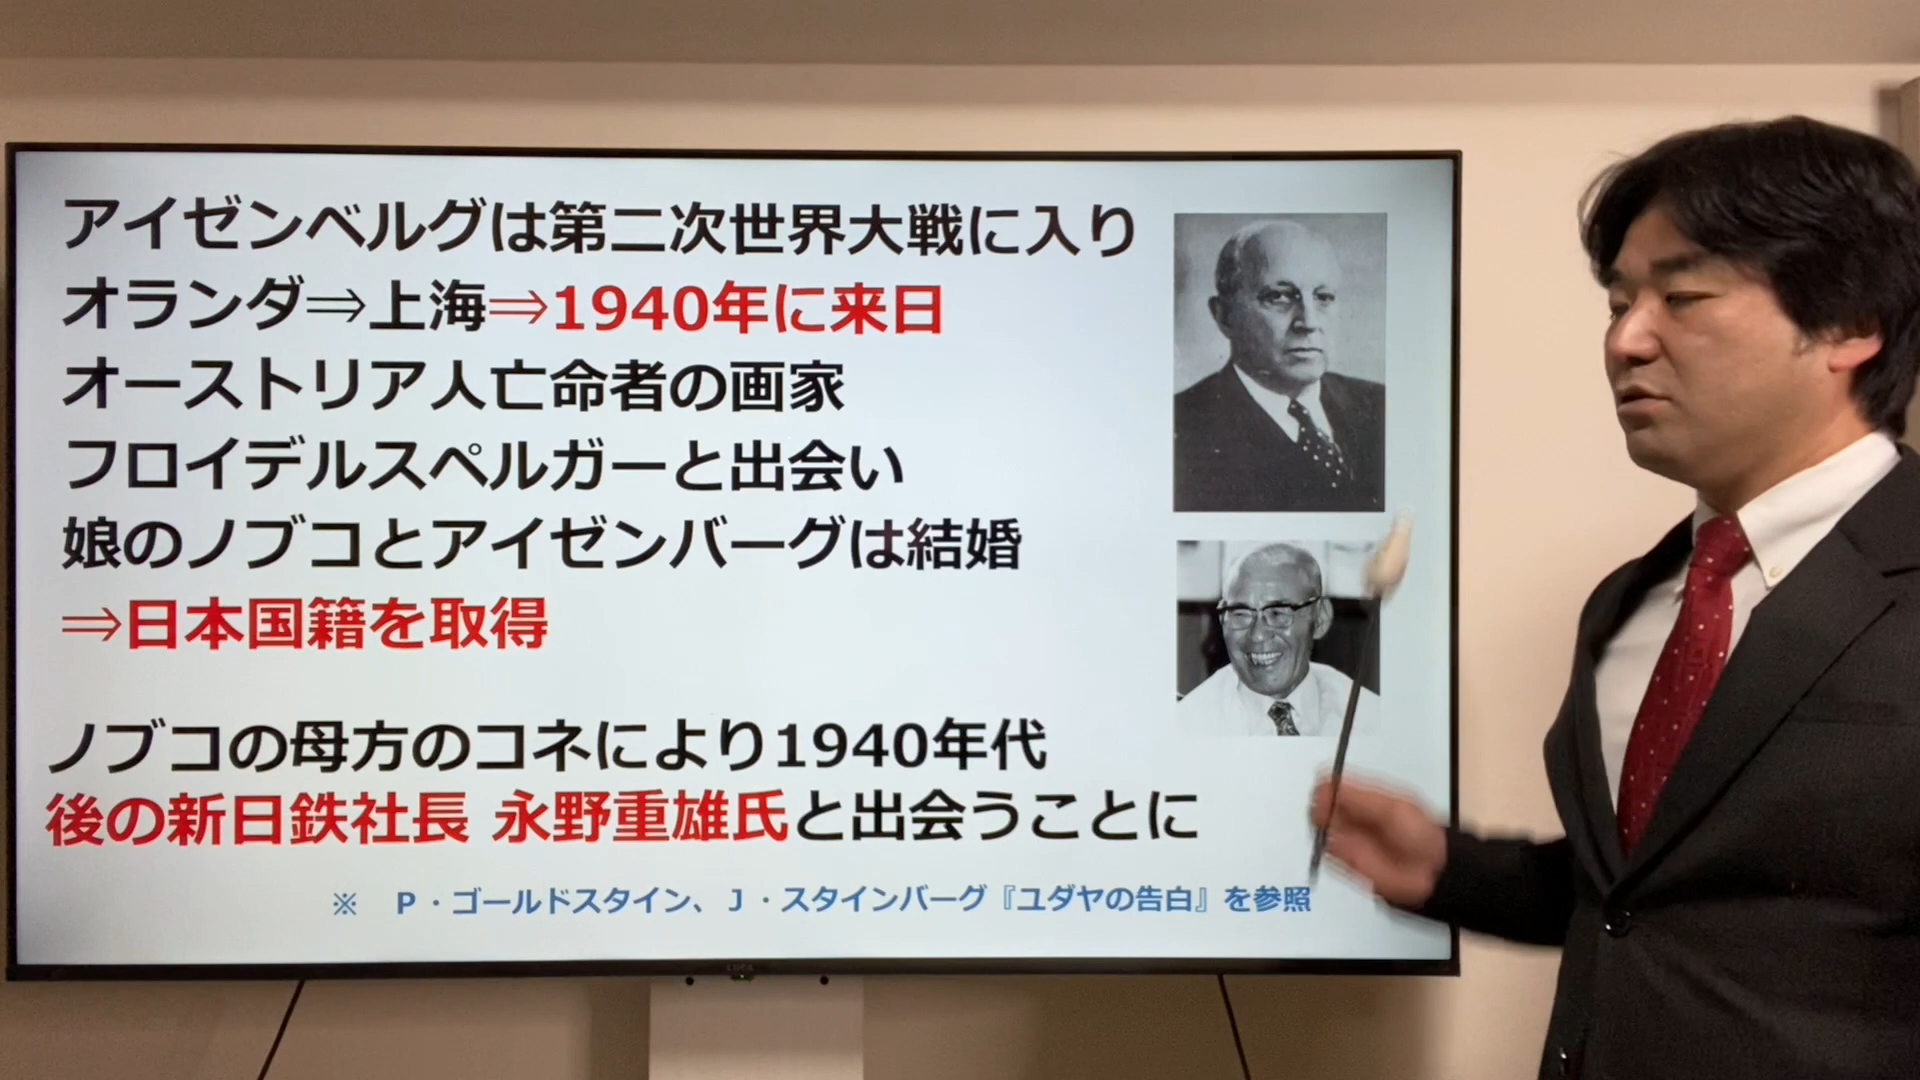 アイゼンベルグは第二次世界大戦に入り
オランダ⇒上海⇒1940年に来日
オーストリア人亡命者の画家
フロイデルスペルガーと出会い
娘のノブコとアイゼンバーグは結婚
⇒日本国籍を取得
ノブコの母方のコネにより1940年代
後の新日鉄社長 永野重雄氏と出会うことに
※　P・ゴールドスタイン、J・スタインバーグ『ユダヤの告白』を参照